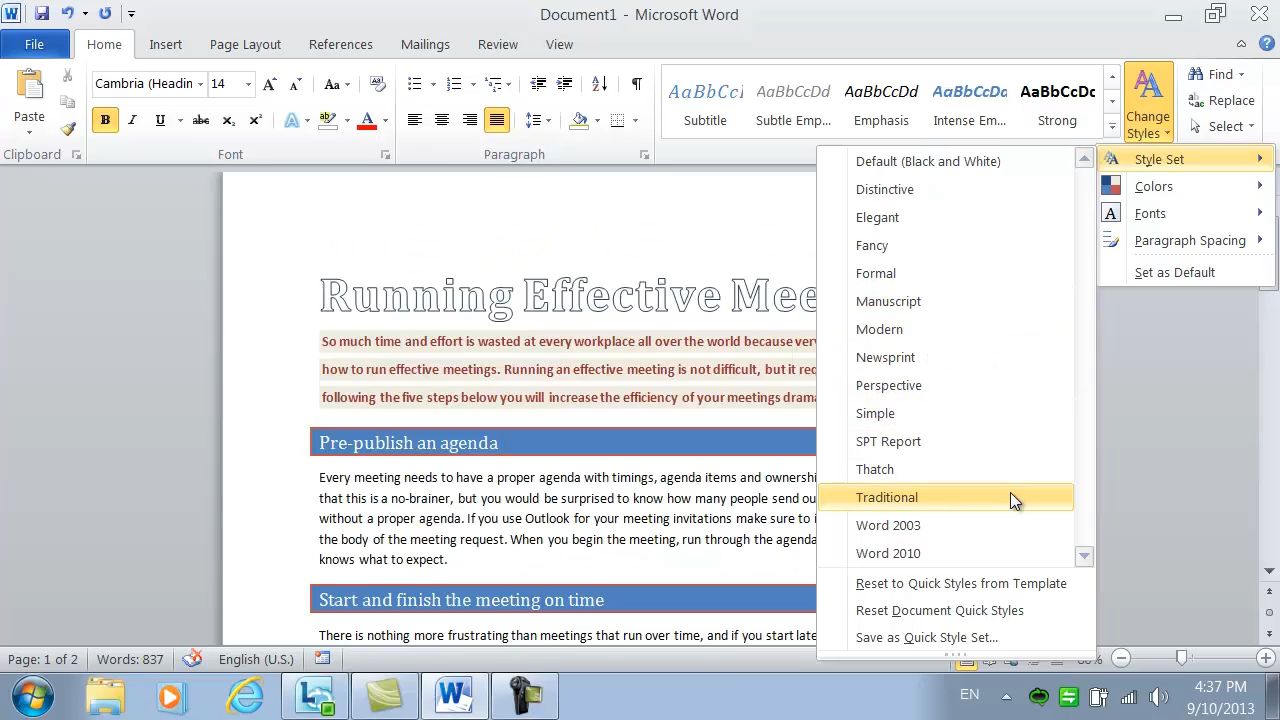 Document1 - Microsoft Word
File Home Insert Page Layout References Mailings Review View
Cambria (Headin 14
Paste
Clipboard Font Paragraph
AaBbCcI AaBbCcDd AaBbCcDd AaBbCcDd AaBbCcDc
Subtitle Subtle Emp... Emphasis Intense Em... Strong
Change
Styles
Find
Replace
Select
Style Set
Colors
Fonts
Paragraph Spacing
Set as Default
Default (Black and White)
Distinctive
Elegant
Fancy
Formal
Manuscript
Modern
Newsprint
Perspective
Simple
SPT Report
Thatch
Traditional
Word 2003
Word 2010
Reset to Quick Styles from Template
Reset Document Quick Styles
Save as Quick Style Set...
Running Effective Mee
So much time and effort is wasted at every workplace all over the world because very
how to run effective meetings. Running an effective meeting is not difficult, but it req
following the five steps below you will increase the efficiency of your meetings drama
Pre-publish an agenda
Every meeting needs to have a proper agenda with timings, agenda items and ownersh
that this is a no-brainer, but you would be surprised to know how many people send ou
without a proper agenda. If you use Outlook for your meeting invitations make sure to i
the body of the meeting request. When you begin the meeting, run through the agenda
knows what to expect.
Start and finish the meeting on time
There is nothing more frustrating than meetings that run over time, and if you start late
Page: 1 of 2 Words: 837 English (U.S.)
EN
4:37 PM
9/10/2013